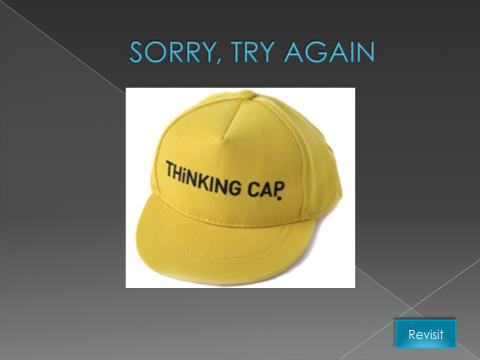 SORRY, TRY AGAIN
THiNKING CAP.
Revisit